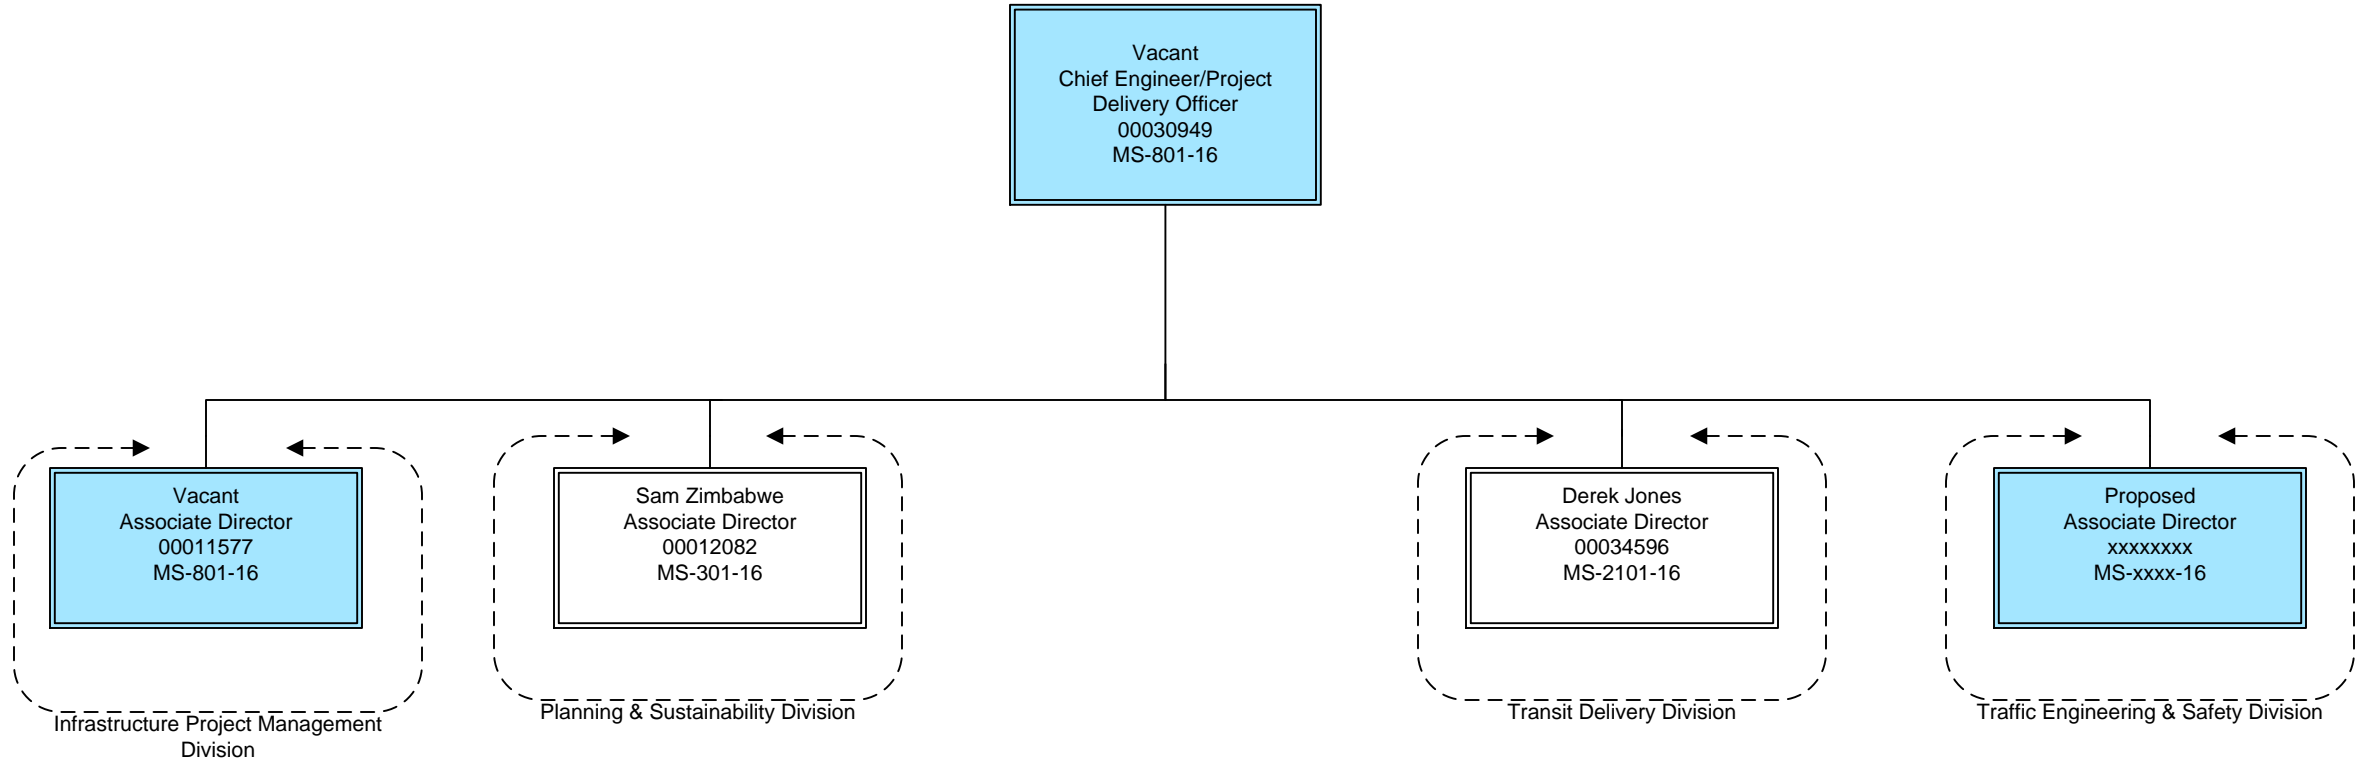 Vacant
Chief Engineer/Project
Delivery Officer
00030949
MS-801-16
Vacant
Associate Director
00011577
MS-801-16
Infrastructure Project Management
Division
Sam Zimbabwe
Associate Director
00012082
MS-301-16
Planning & Sustainability Division
Derek Jones
Associate Director
00034596
MS-2101-16
Transit Delivery Division
Proposed
Associate Director
xxxxxxxx
MS-xxxx-16
Traffic Engineering & Safety Division